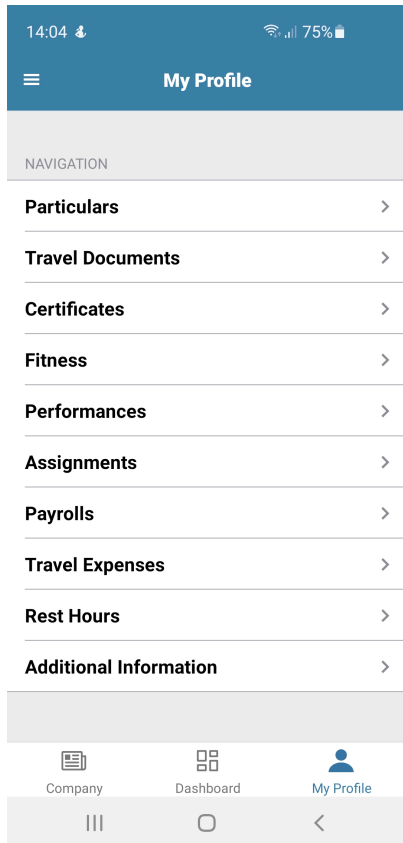 14:04 75%
My Profile
NAVIGATION
Particulars
Travel Documents
Certificates
Fitness
Performances
Assignments
Payrolls
Travel Expenses
Rest Hours
Additional Information
Company Dashboard My Profile